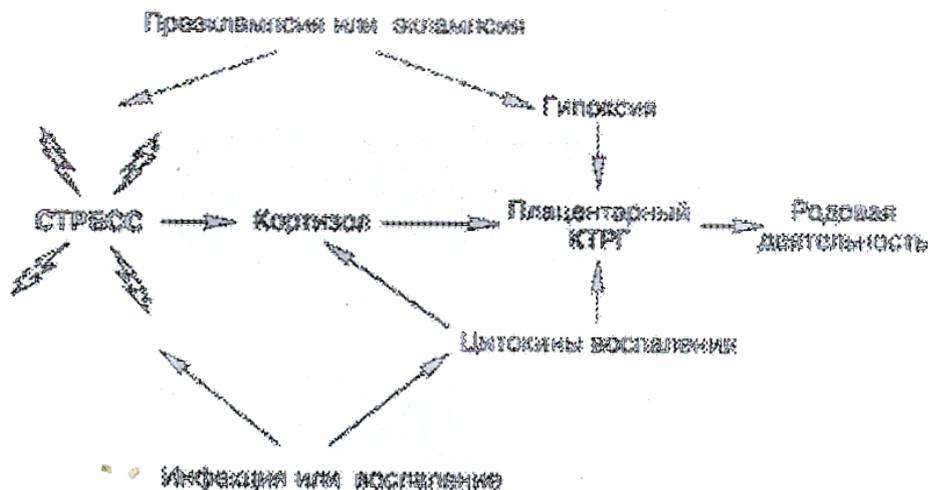 Преэклампсия или эклампсия
Гипоксия
СТРЕСС
Кортизол
Плацентарный
КТРГ
Родовая
деятельность
Цитокины воспаления
Инфекция или воспаление